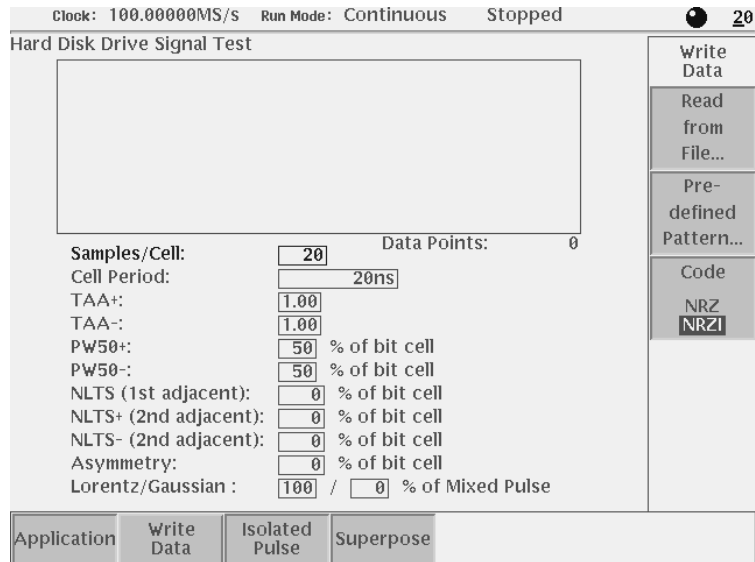 Clock: 100.00000MS/s Run Mode: Continuous Stopped 20
Hard Disk Drive Signal Test
Data Points: 0
Samples/Cell: 20
Cell Period: 20ns
TAA+: 1.00
TAA-: 1.00
PW50+: 50 % of bit cell
PW50-: 50 % of bit cell
NLTS (1st adjacent): 0 % of bit cell
NLTS+ (2nd adjacent): 0 % of bit cell
NLTS- (2nd adjacent): 0 % of bit cell
Asymmetry: 0 % of bit cell
Lorentz/Gaussian : 100 / 0 % of Mixed Pulse
Write
Data
Read
from
File...
Pre-
defined
Pattern...
Code
NRZ
NRZI
Application
Write
Data
Isolated
Pulse
Superpose